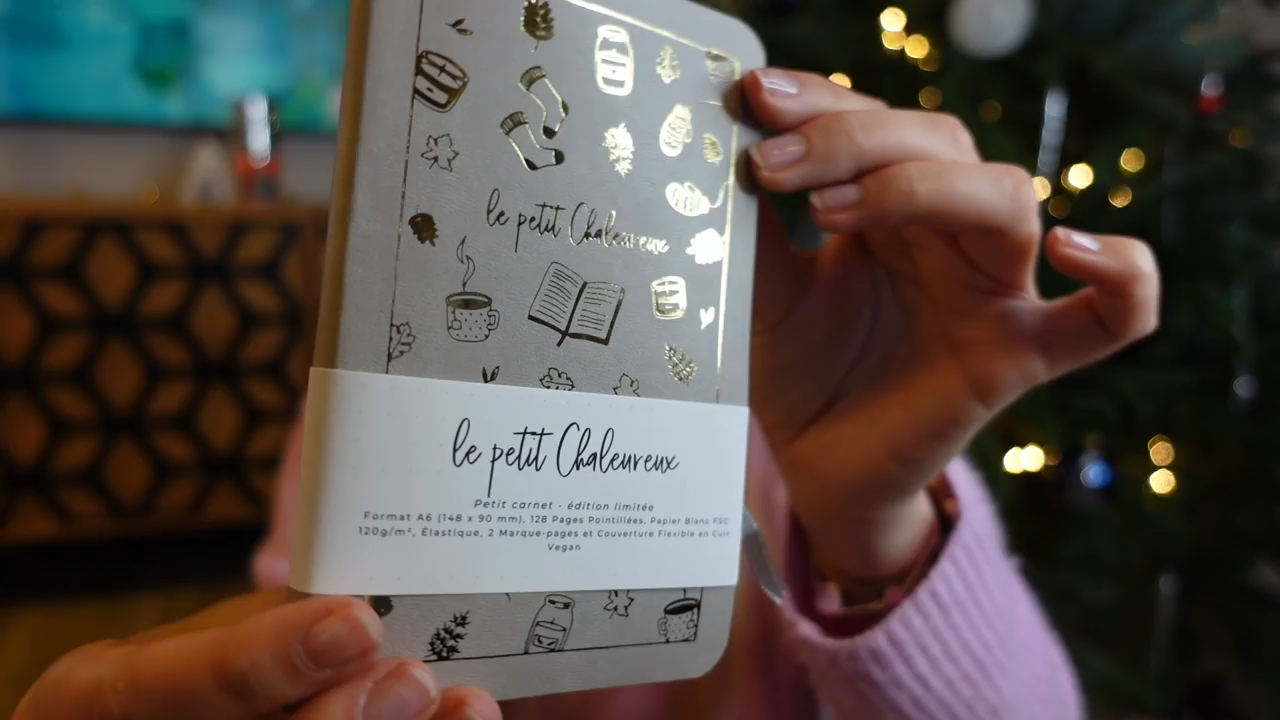 le petit Chaleureux
le petit Chaleureux
Petit carnet - édition limitée
Format A6 (148 x 90 mm), 128 Pages Pointillées, Papier Blanc FSC
120g/m², Élastique, 2 Marque-pages et Couverture Flexible en Cuir
Vegan